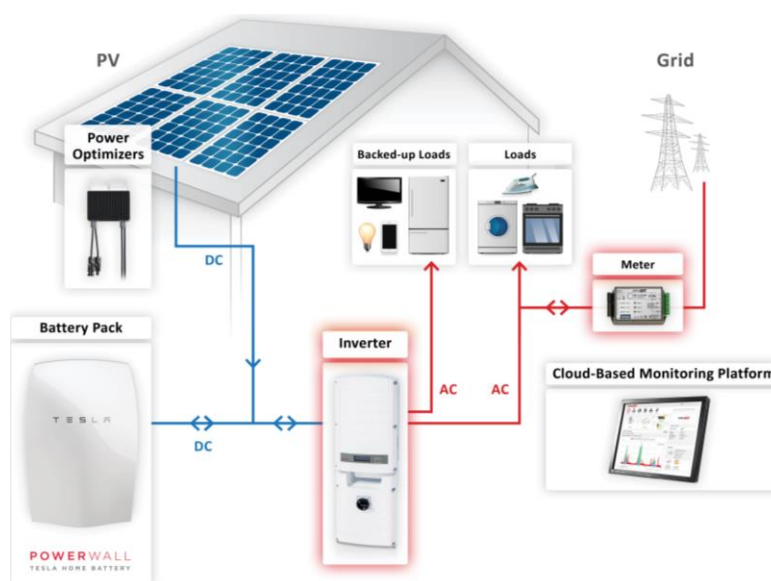 PV
Grid
Power
Optimizers
Backed-up Loads
Loads
DC
Meter
Battery Pack
Inverter
TESLA
AC
AC
Cloud-Based Monitoring Platform
DC
POWERWALL
TESLA HOME BATTERY